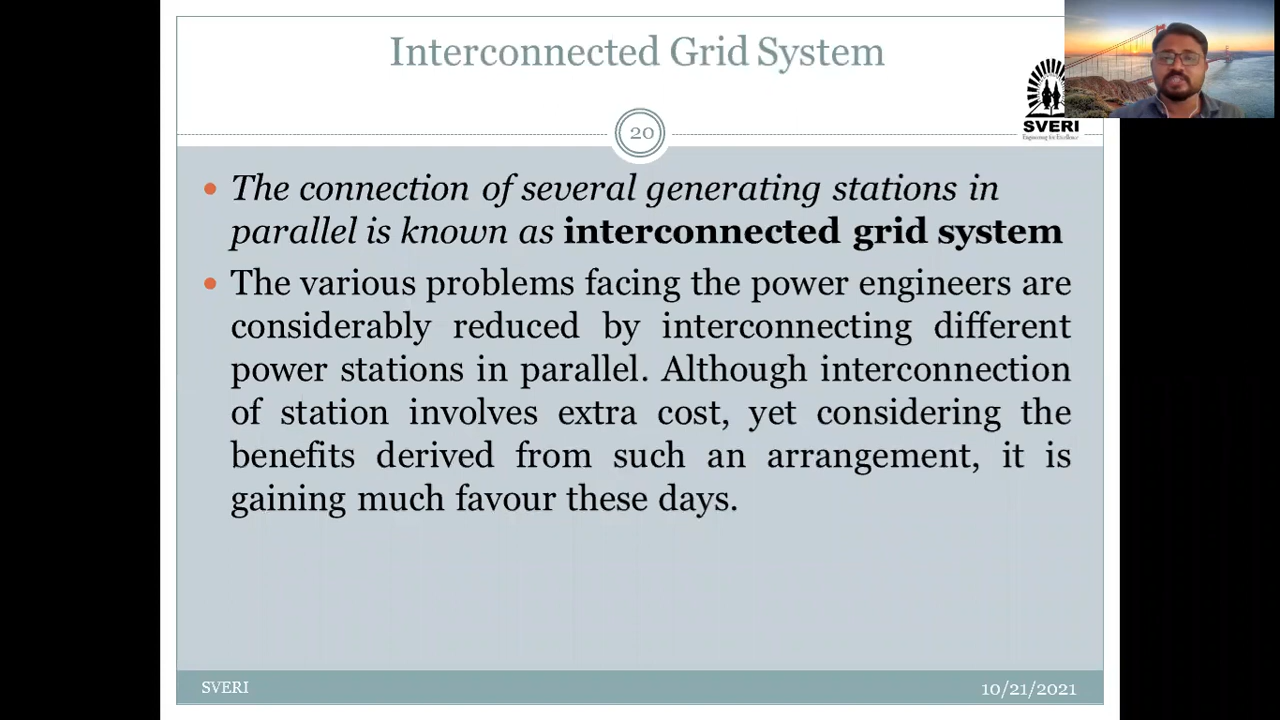 Interconnected Grid System
20
SVERI
Engineering for Excellence
• The connection of several generating stations in
parallel is known as interconnected grid system
• The various problems facing the power engineers are
considerably reduced by interconnecting different
power stations in parallel. Although interconnection
of station involves extra cost, yet considering the
benefits derived from such an arrangement, it is
gaining much favour these days.
SVERI
10/21/2021